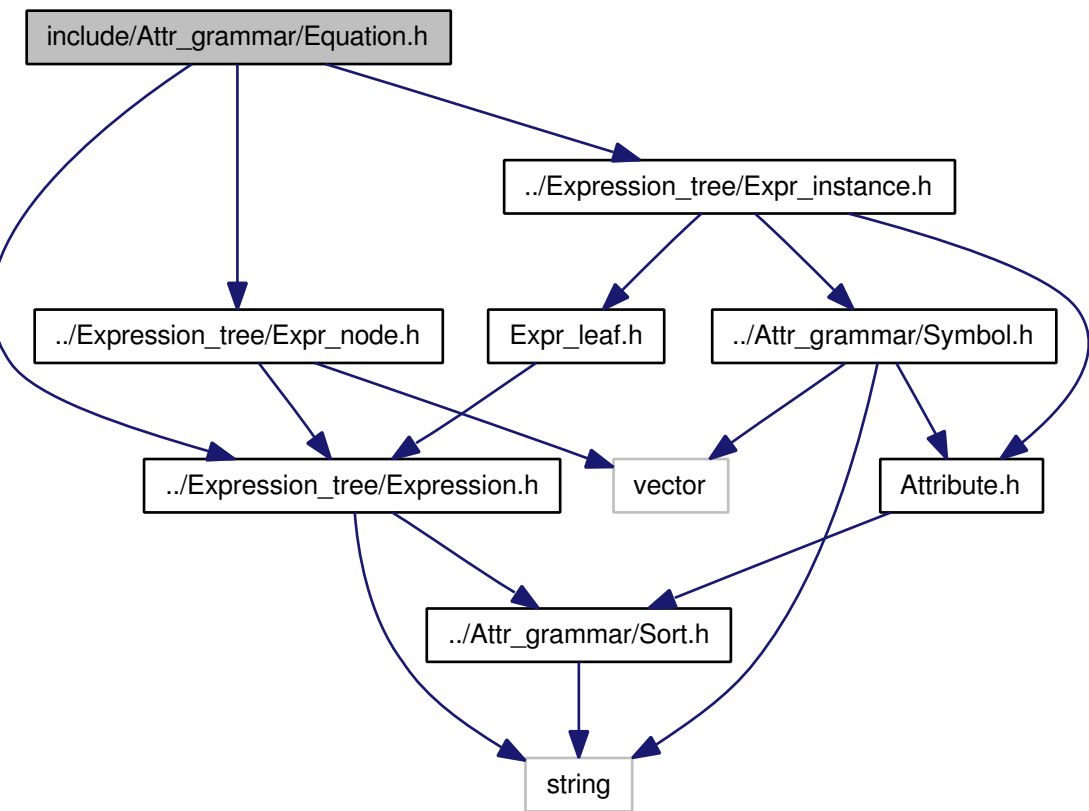 include/Attr_grammar/Equation.h
../Expression_tree/Expr_instance.h
../Expression_tree/Expr_node.h
Expr_leaf.h
../Attr_grammar/Symbol.h
../Expression_tree/Expression.h
vector
Attribute.h
../Attr_grammar/Sort.h
string